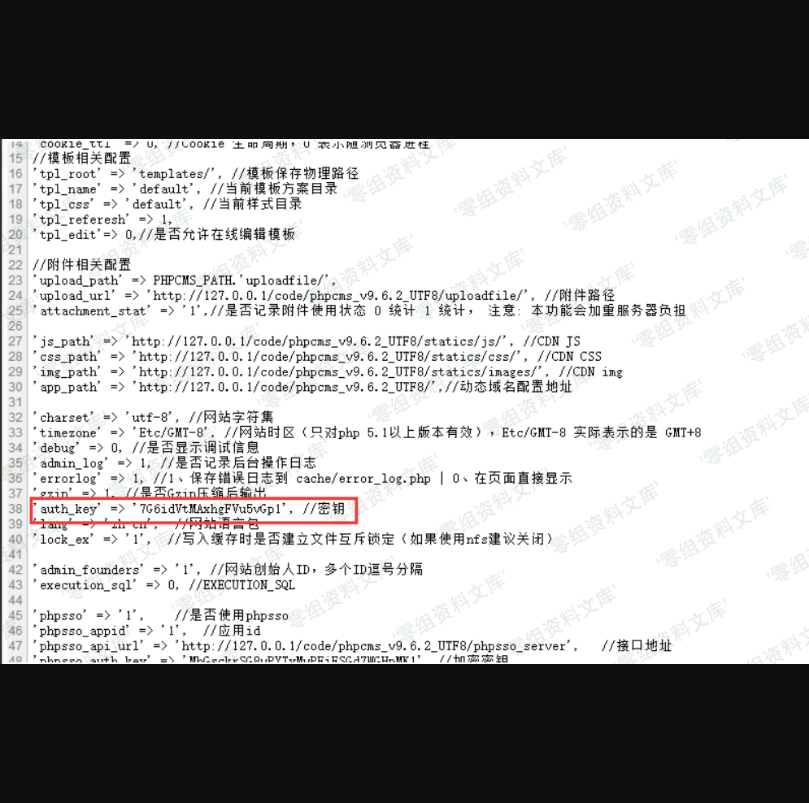 14 'cookie_ttl' => 0, //Cookie 生命周期，0 表示随浏览器进程
15 //模板相关配置
16 'tpl_root' => 'templates/', //模板保存物理路径
17 'tpl_name' => 'default', //当前模板方案目录
18 'tpl_css' => 'default', //当前样式目录
19 'tpl_referesh' => 1,
20 'tpl_edit'=> 0,//是否允许在线编辑模板
21
22 //附件相关配置
23 'upload_path' => PHPCMS_PATH.'uploadfile/',
24 'upload_url' => 'http://127.0.0.1/code/phpcms_v9.6.2_UTF8/uploadfile/', //附件路径
25 'attachment_stat' => '1',//是否记录附件使用状态 0 统计 1 统计， 注意: 本功能会加重服务器负担
26
27 'js_path' => 'http://127.0.0.1/code/phpcms_v9.6.2_UTF8/statics/js/', //CDN JS
28 'css_path' => 'http://127.0.0.1/code/phpcms_v9.6.2_UTF8/statics/css/', //CDN CSS
29 'img_path' => 'http://127.0.0.1/code/phpcms_v9.6.2_UTF8/statics/images/', //CDN img
30 'app_path' => 'http://127.0.0.1/code/phpcms_v9.6.2_UTF8/',//动态域名配置地址
31
32 'charset' => 'utf-8', //网站字符集
33 'timezone' => 'Etc/GMT-8', //网站时区（只对php 5.1以上版本有效），Etc/GMT-8 实际表示的是 GMT+8
34 'debug' => 0, //是否显示调试信息
35 'admin_log' => 1, //是否记录后台操作日志
36 'errorlog' => 1, //1、保存错误日志到 cache/error_log.php | 0、在页面直接显示
37 'gzip' => 1, //是否Gzip压缩后输出
38 'auth_key' => '7G6idVtMAxhgFVu5vGp1', //密钥
39 'lang' => 'zh-cn', //网站语言包
40 'lock_ex' => '1', //写入缓存时是否建立文件互斥锁定（如果使用nfs建议关闭）
41
42 'admin_founders' => '1', //网站创始人ID，多个ID逗号分隔
43 'execution_sql' => 0, //EXECUTION_SQL
44
45 'phpsso' => '1', //是否使用phpsso
46 'phpsso_appid' => '1', //应用id
47 'phpsso_api_url' => 'http://127.0.0.1/code/phpcms_v9.6.2_UTF8/phpsso_server', //接口地址
48 'phpsso_auth_key' => //加密密钥
零组资料文库